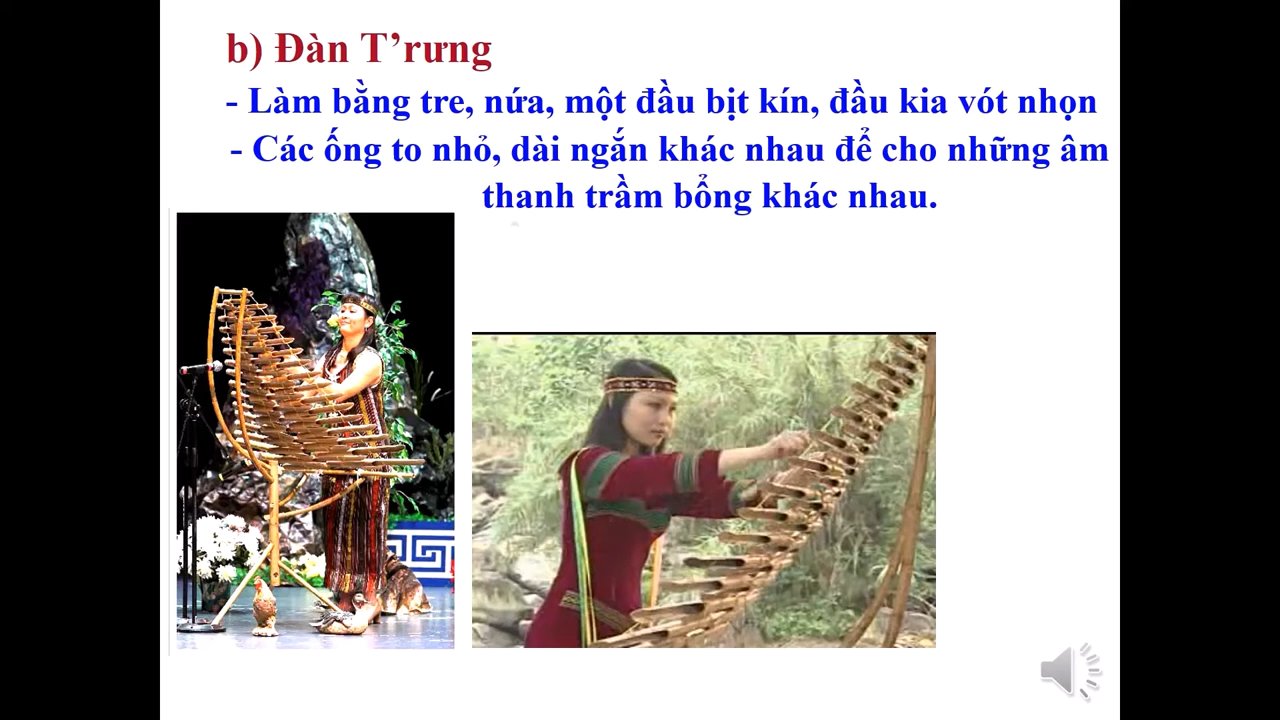 b) Đàn T’rưng
- Làm bằng tre, nứa, một đầu bịt kín, đầu kia vót nhọn
- Các ống to nhỏ, dài ngắn khác nhau để cho những âm
thanh trầm bổng khác nhau.